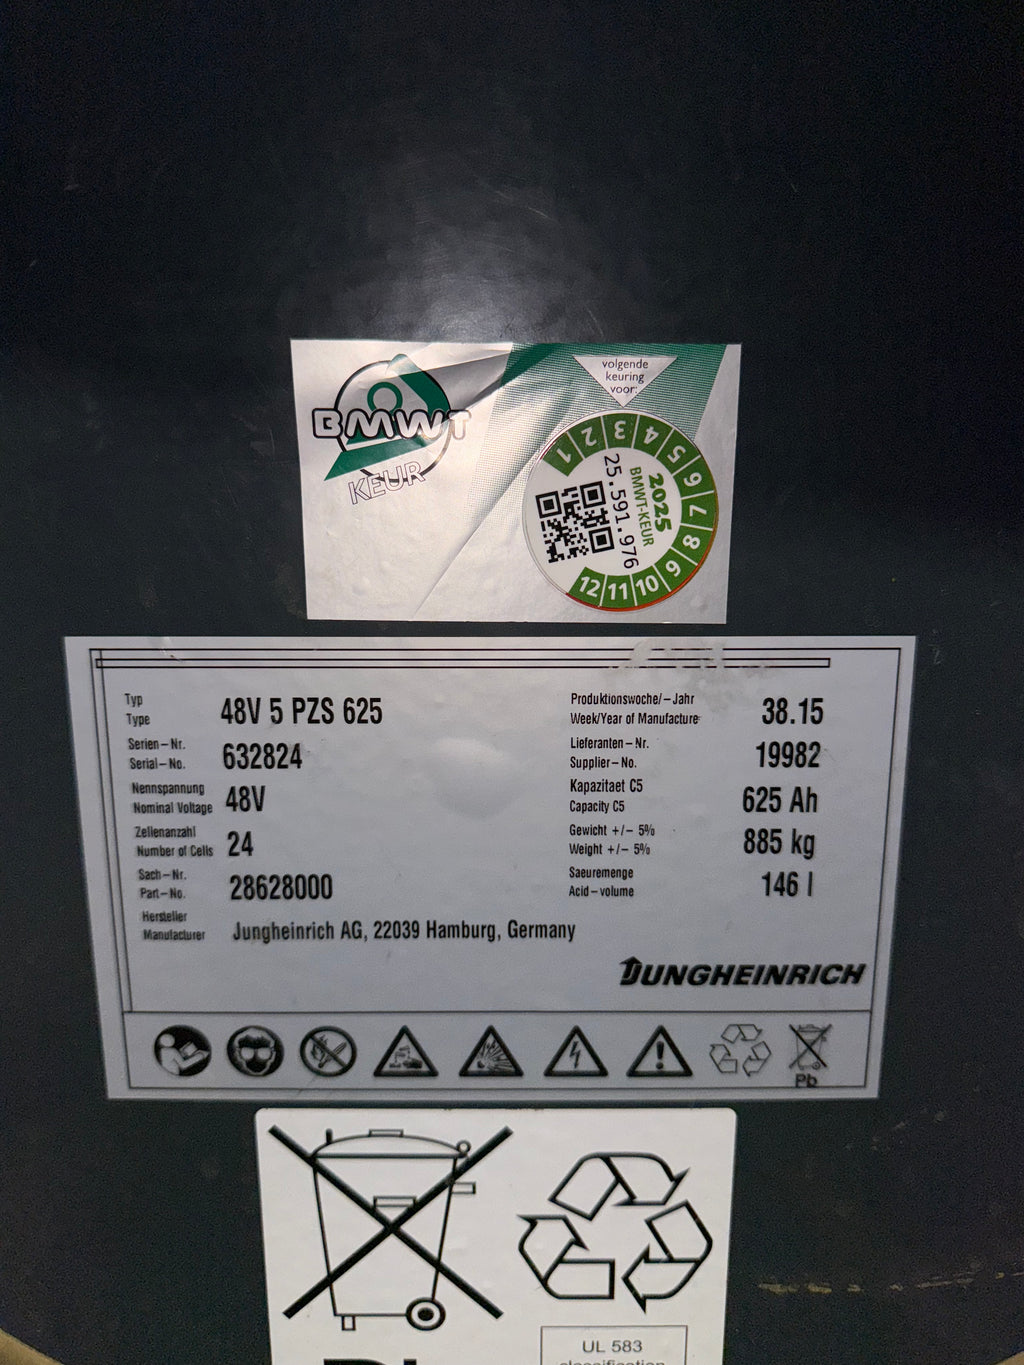 BMWT
KEUR
volgende
keuring
voor:
1 2 3 4 5 6 7 8 9 10 11 12
2025
BMWT-KEUR
25.591.976
Typ
Type
48V 5 PZS 625
Serien-Nr.
Serial-No.
632824
Nennspannung
Nominal Voltage
48V
Zellenanzahl
Number of Cells
24
Sach-Nr.
Part-No.
28628000
Hersteller
Manufacturer
Jungheinrich AG, 22039 Hamburg, Germany
Produktionswoche/-Jahr
Week/Year of Manufacture
38.15
Lieferanten-Nr.
Supplier-No.
19982
Kapazitaet C5
Capacity C5
625 Ah
Gewicht +/- 5%
Weight +/- 5%
885 kg
Saeuremenge
Acid-volume
146 l
JUNGHEINRICH
Pb
UL 583
classification